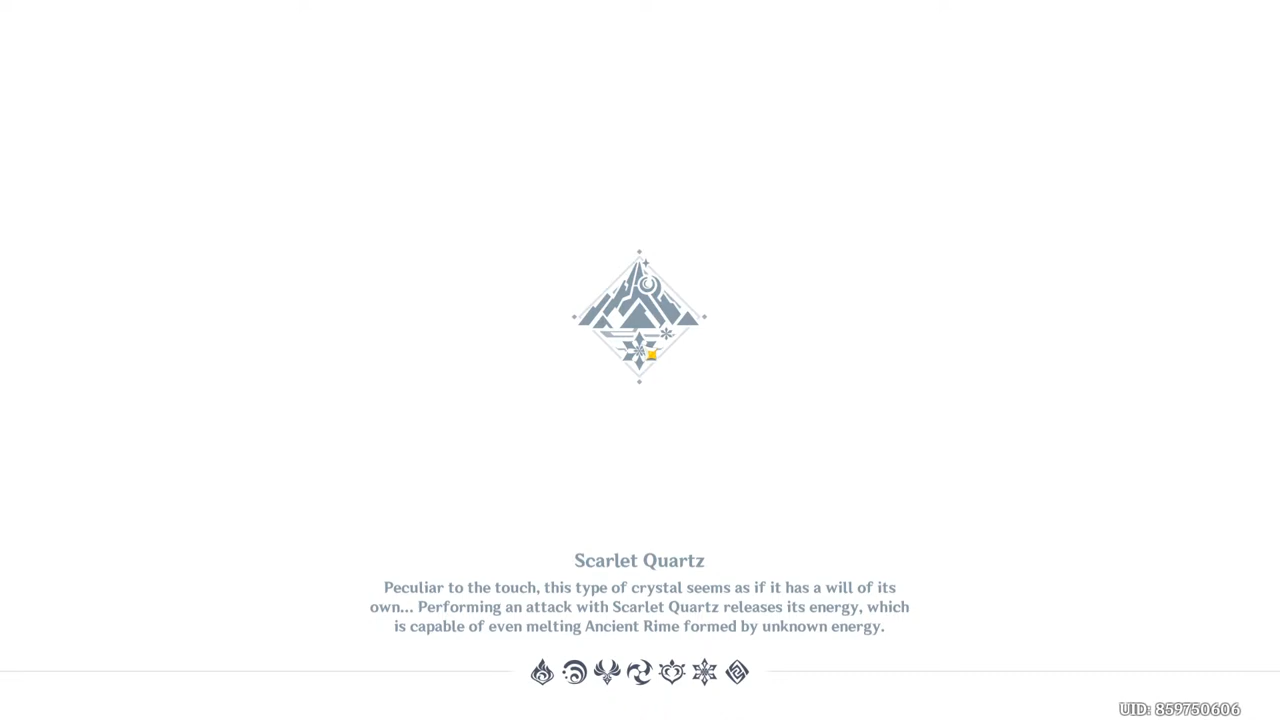 Scarlet Quartz
Peculiar to the touch, this type of crystal seems as if it has a will of its
own... Performing an attack with Scarlet Quartz releases its energy, which
is capable of even melting Ancient Rime formed by unknown energy.
UID: 859750606